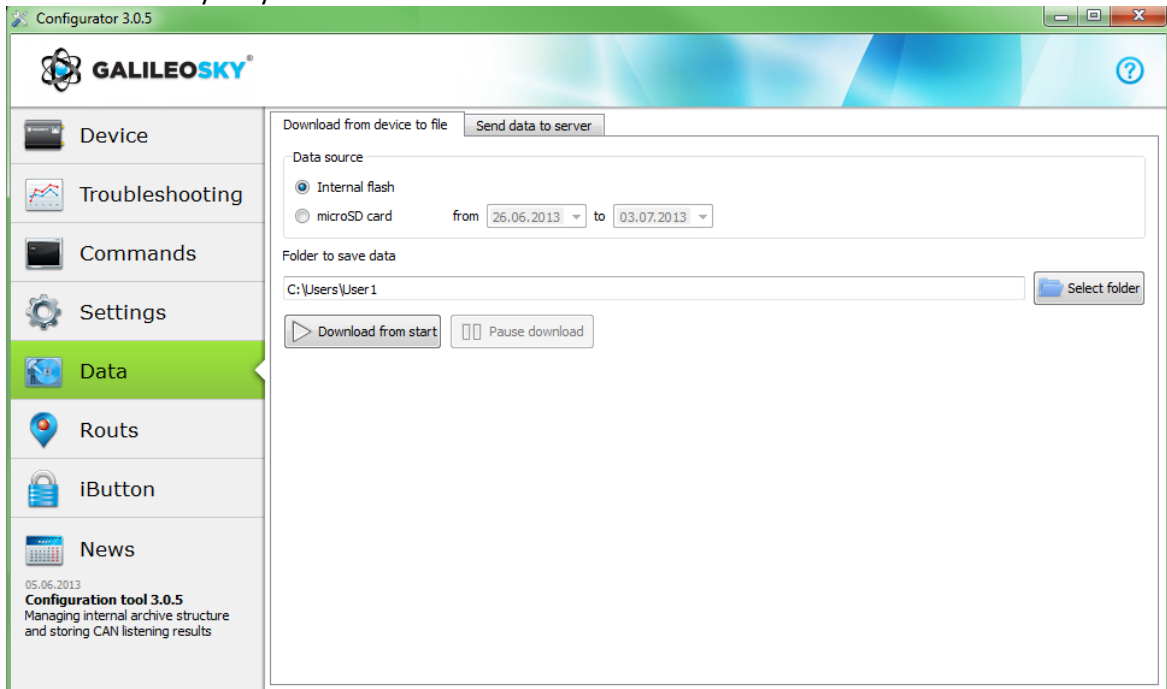 Configurator 3.0.5
GALILEOSKY®
Device
Troubleshooting
Commands
Settings
Data
Routs
iButton
News
05.06.2013
Configuration tool 3.0.5
Managing internal archive structure
and storing CAN listening results
Download from device to file Send data to server
Data source
Internal flash
microSD card from 26.06.2013 to 03.07.2013
Folder to save data
C:\Users\User1 Select folder
Download from start Pause download